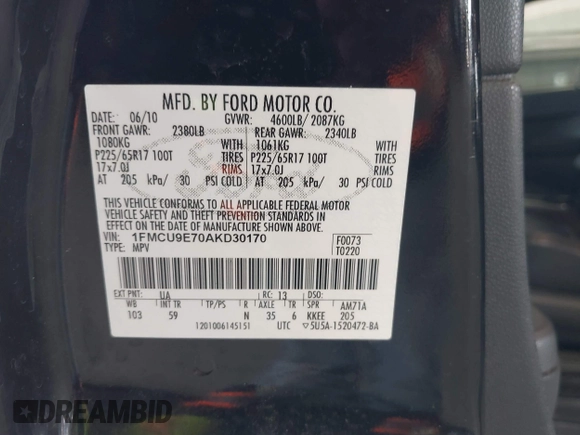 MFD. BY FORD MOTOR CO.
DATE: 06/10 GVWR: 4600LB/ 2087KG
FRONT GAWR: 2380LB REAR GAWR: 2340LB
1080KG WITH 1061KG WITH
P225/65R17 100T TIRES P225/65R17 100T TIRES
17x7.0J RIMS 17x7.0J RIMS
AT 205 kPa/ 30 PSI COLD AT 205 kPa/ 30 PSI COLD
THIS VEHICLE CONFORMS TO ALL APPLICABLE FEDERAL MOTOR
VEHICLE SAFETY AND THEFT PREVENTION STANDARDS IN
EFFECT ON THE DATE OF MANUFACTURE SHOWN ABOVE.
VIN: 1FMCU9E70AKD30170 F0073
TYPE: MPV T0220
EXT PNT: UA RC: 13 DSO:
WB INT TR TP/PS R AXLE TR SPR AM71A
103 59 N 35 6 KKEE 205
1201006145151 UTC ▽5U5A-1520472-BA
DREAMBID